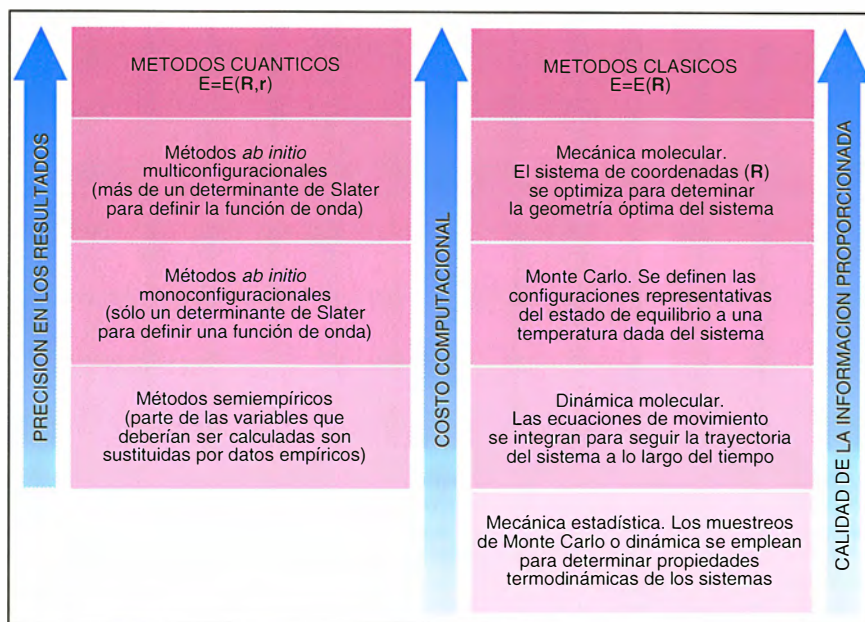 PRECISION EN LOS RESULTADOS
METODOS CUANTICOS
E=E(R,r)
Métodos ab initio
multiconfiguracionales
(más de un determinante de Slater
para definir la función de onda)
Métodos ab initio
monoconfiguracionales
(sólo un determinante de Slater
para definir una función de onda)
Métodos semiempíricos
(parte de las variables que
deberían ser calculadas son
sustituidas por datos empíricos)
COSTO COMPUTACIONAL
METODOS CLASICOS
E=E(R)
Mecánica molecular.
El sistema de coordenadas (R)
se optimiza para deteminar
la geometría óptima del sistema
Monte Carlo. Se definen las
configuraciones representativas
del estado de equilibrio a una
temperatura dada del sistema
Dinámica molecular.
Las ecuaciones de movimiento
se integran para seguir la trayectoria
del sistema a lo largo del tiempo
Mecánica estadística. Los muestreos
de Monte Carlo o dinámica se emplean
para determinar propiedades
termodinámicas de los sistemas
CALIDAD DE LA INFORMACION PROPORCIONADA